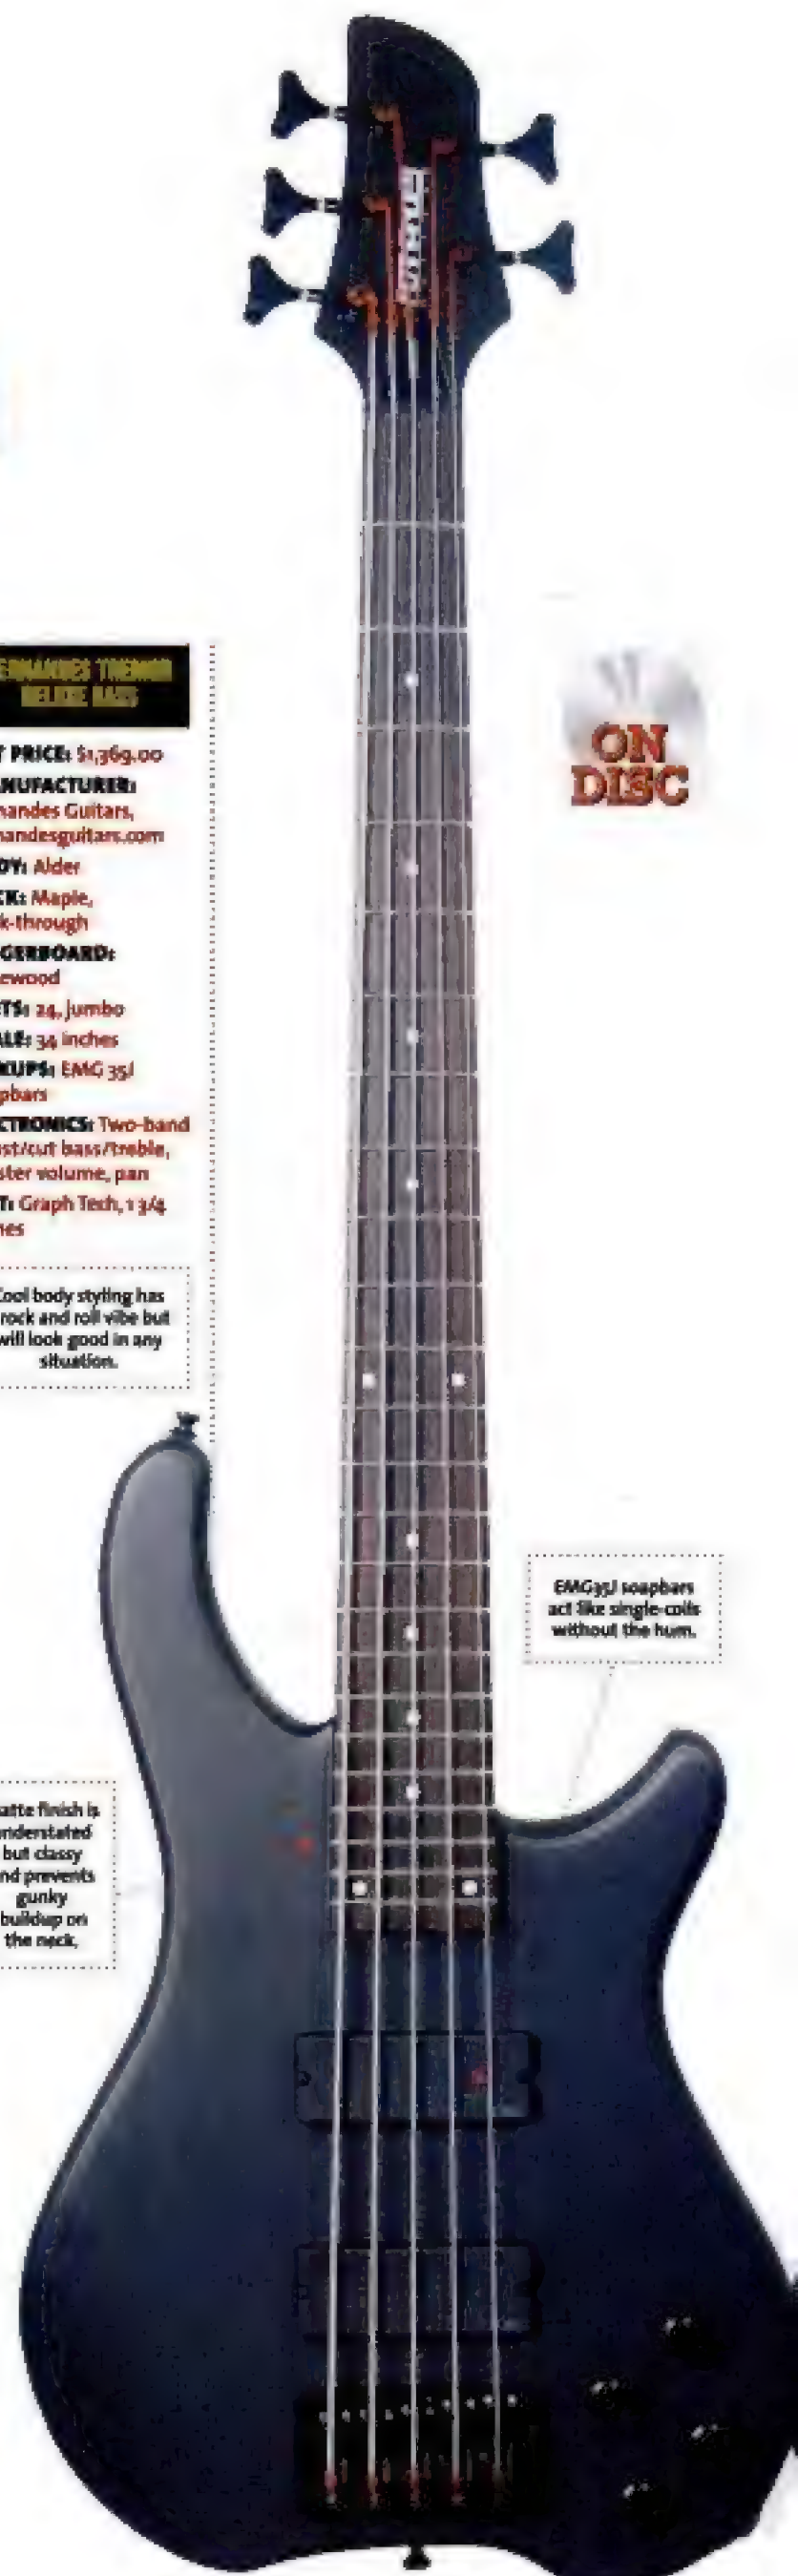 DELUXE BASS
T PRICE: $1,369.00
ANUFACTURER:
nandes Guitars,
nandesguitars.com
DY: Alder
CK: Maple,
k-through
GERBOARD:
ewood
TS: 24, jumbo
ALE: 34 inches
KUPS: EMG 35J
pbars
CTRONICS: Two-band
st/cut bass/treble,
ster volume, pan
T: Graph Tech, 1 3/4
hes
Cool body styling has
rock and roll vibe but
will look good in any
situation.
ON
DISC
EMG35J soapbars
act like single-coils
without the hum.
atte finish is
nderstated
but classy
nd prevents
gunky
buildup on
the neck.